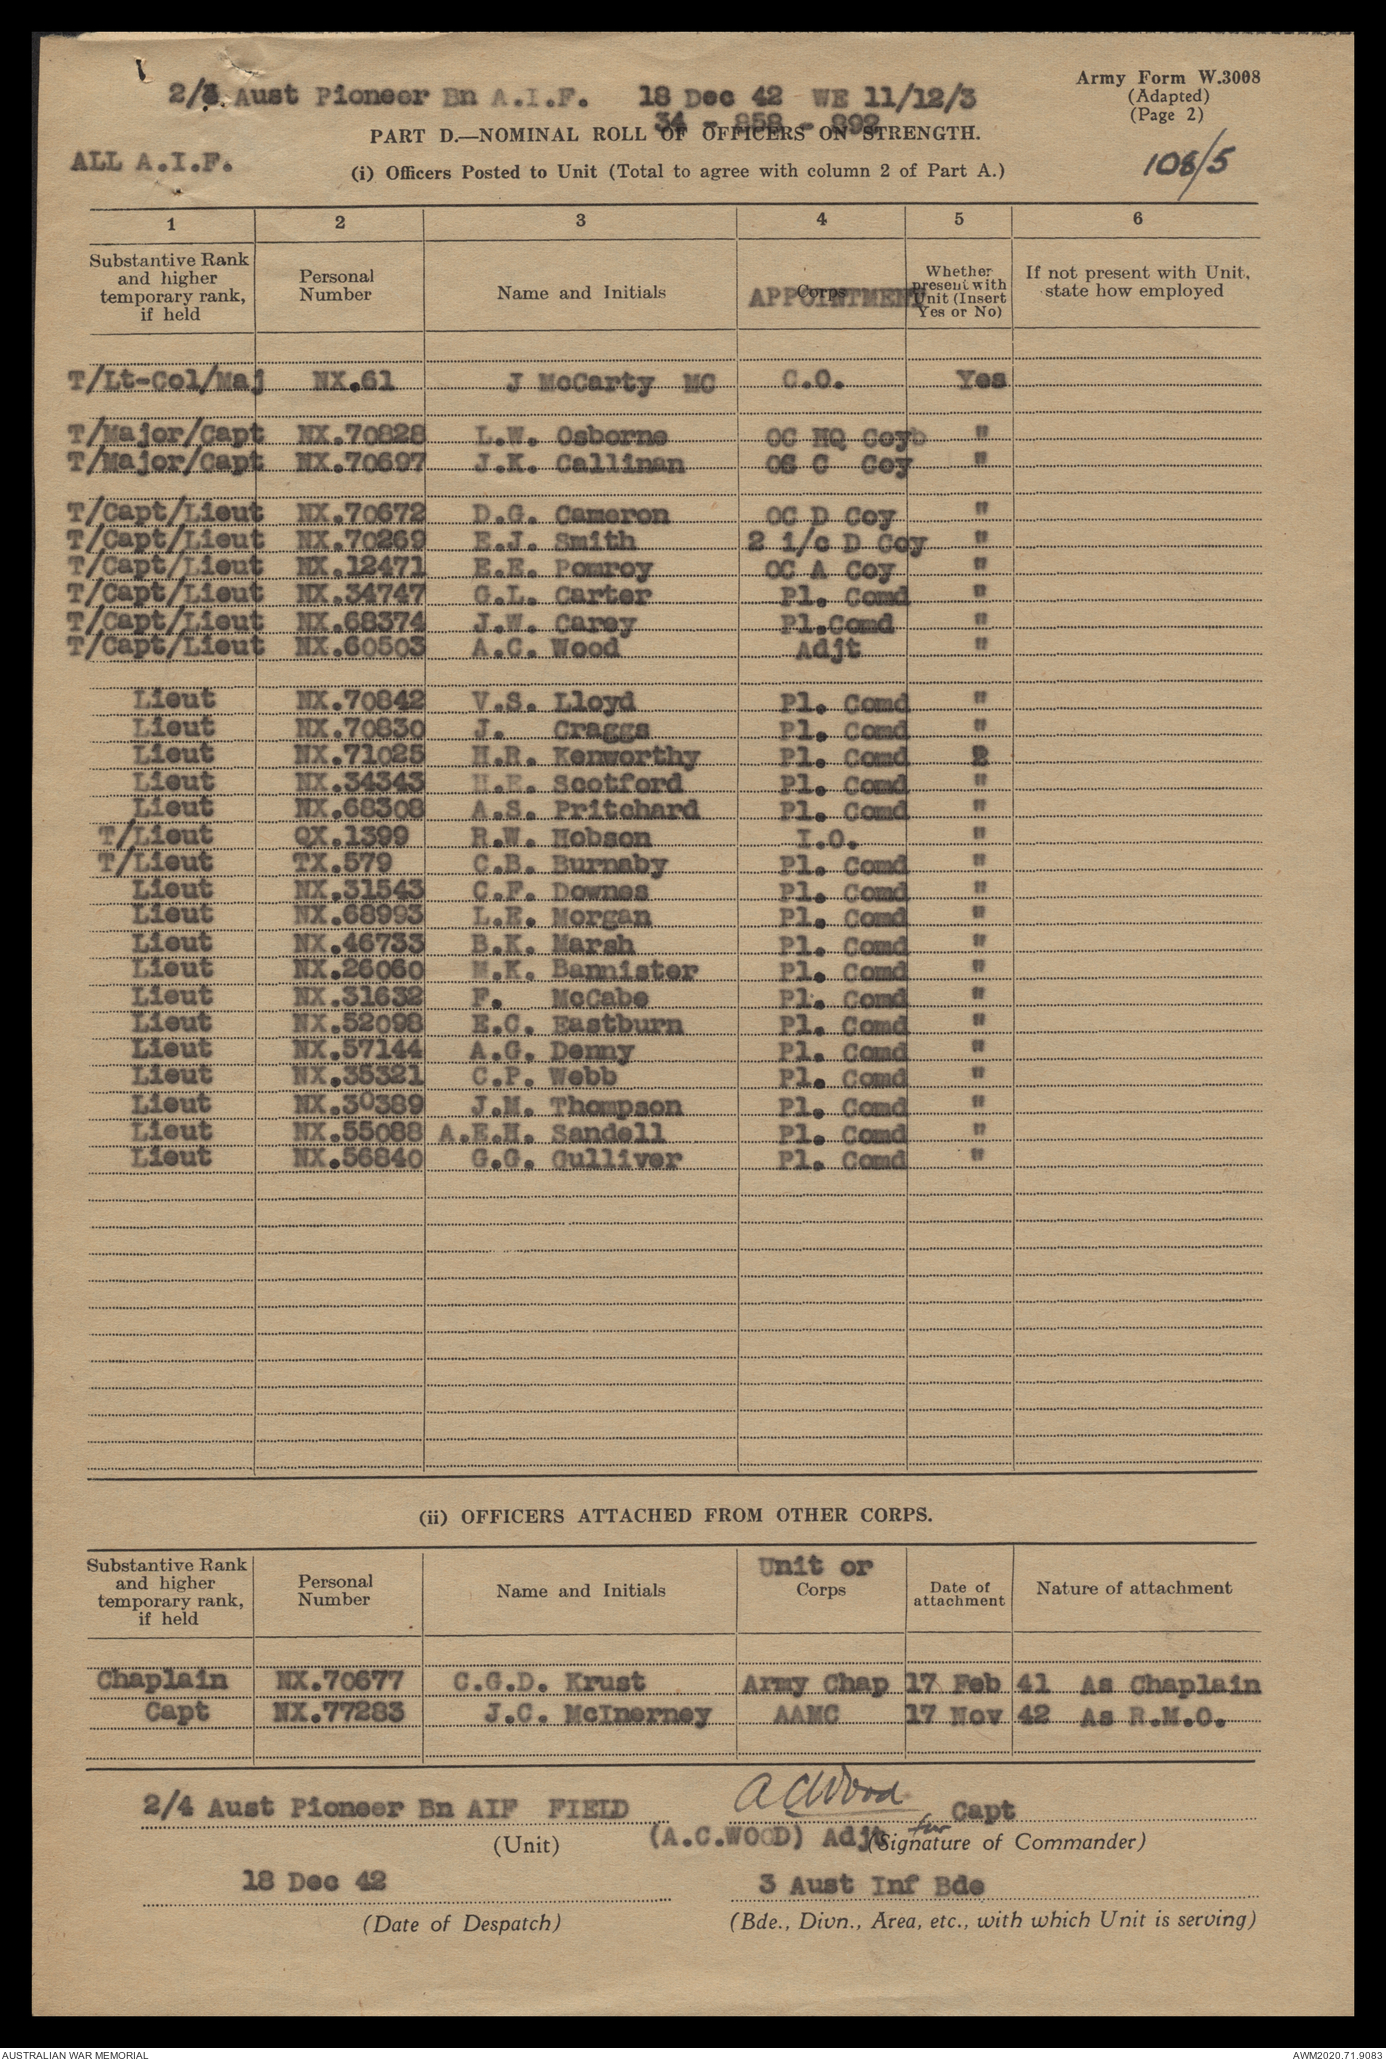 Army Form W.3008
(Adapted)
(Page 2)
2/4 Aust Pioneer Bn A.I.F. 18 Dec 42 WE 11/12/3
34 - 858 - 892
PART D.—NOMINAL ROLL OF OFFICERS ON STRENGTH.
ALL A.I.F.
108/5
(i) Officers Posted to Unit (Total to agree with column 2 of Part A.)
1 2 3 4 5 6
Substantive Rank and higher temporary rank, if held Personal Number Name and Initials Corps APPOINTMENT Whether present with Unit (Insert Yes or No) If not present with Unit, state how employed
T/Lt-Col/Maj NX.61 J McCarty MC C.O. Yes
T/Major/Capt NX.70828 L.W. Osborne OC HQ Coy "
T/Major/Capt NX.70697 J.K. Callinan OC C Coy "
T/Capt/Lieut NX.70672 D.G. Cameron OC D Coy "
T/Capt/Lieut NX.70269 E.J. Smith 2 i/c D Coy "
T/Capt/Lieut NX.12471 E.E. Pomroy OC A Coy "
T/Capt/Lieut NX.34747 G.L. Carter Pl. Comd "
T/Capt/Lieut NX.68374 J.W. Carey Pl.Comd "
T/Capt/Lieut NX.60503 A.C. Wood Adjt "
Lieut NX.70842 V.S. Lloyd Pl. Comd "
Lieut NX.70830 J. Craggs Pl. Comd "
Lieut NX.71025 H.R. Kenworthy Pl. Comd "
Lieut NX.34343 H.E. Scotford Pl. Comd "
Lieut NX.68308 A.S. Pritchard Pl. Comd "
T/Lieut QX.1399 R.W. Hobson I.O. "
T/Lieut TX.579 C.B. Burnaby Pl. Comd "
Lieut NX.31543 C.F. Downes Pl. Comd "
Lieut NX.68993 L.E. Morgan Pl. Comd "
Lieut NX.46733 B.K. Marsh Pl. Comd "
Lieut NX.26060 M.K. Bannister Pl. Comd "
Lieut NX.31632 F. McCabe Pl. Comd "
Lieut NX.52098 E.C. Eastburn Pl. Comd "
Lieut NX.57144 A.G. Denny Pl. Comd "
Lieut NX.35321 C.P. Webb Pl. Comd "
Lieut NX.30389 J.M. Thompson Pl. Comd "
Lieut NX.55088 A.E.H. Sandell Pl. Comd "
Lieut NX.56840 G.G. Gulliver Pl. Comd "
(ii) OFFICERS ATTACHED FROM OTHER CORPS.
Substantive Rank and higher temporary rank, if held Personal Number Name and Initials Unit or Corps Date of attachment Nature of attachment
Chaplain NX.70677 C.G.D. Krust Army Chap 17 Feb 41 As Chaplain
Capt NX.77283 J.C. McInerney AAMC 17 Nov 42 As R.M.O.
2/4 Aust Pioneer Bn AIF FIELD ACWood Capt
(Unit) (A.C.WOOD) Adjt for (Signature of Commander)
18 Dec 42 3 Aust Inf Bde
(Date of Despatch) (Bde., Divn., Area, etc., with which Unit is serving)
AUSTRALIAN WAR MEMORIAL AWM2020.71.9083